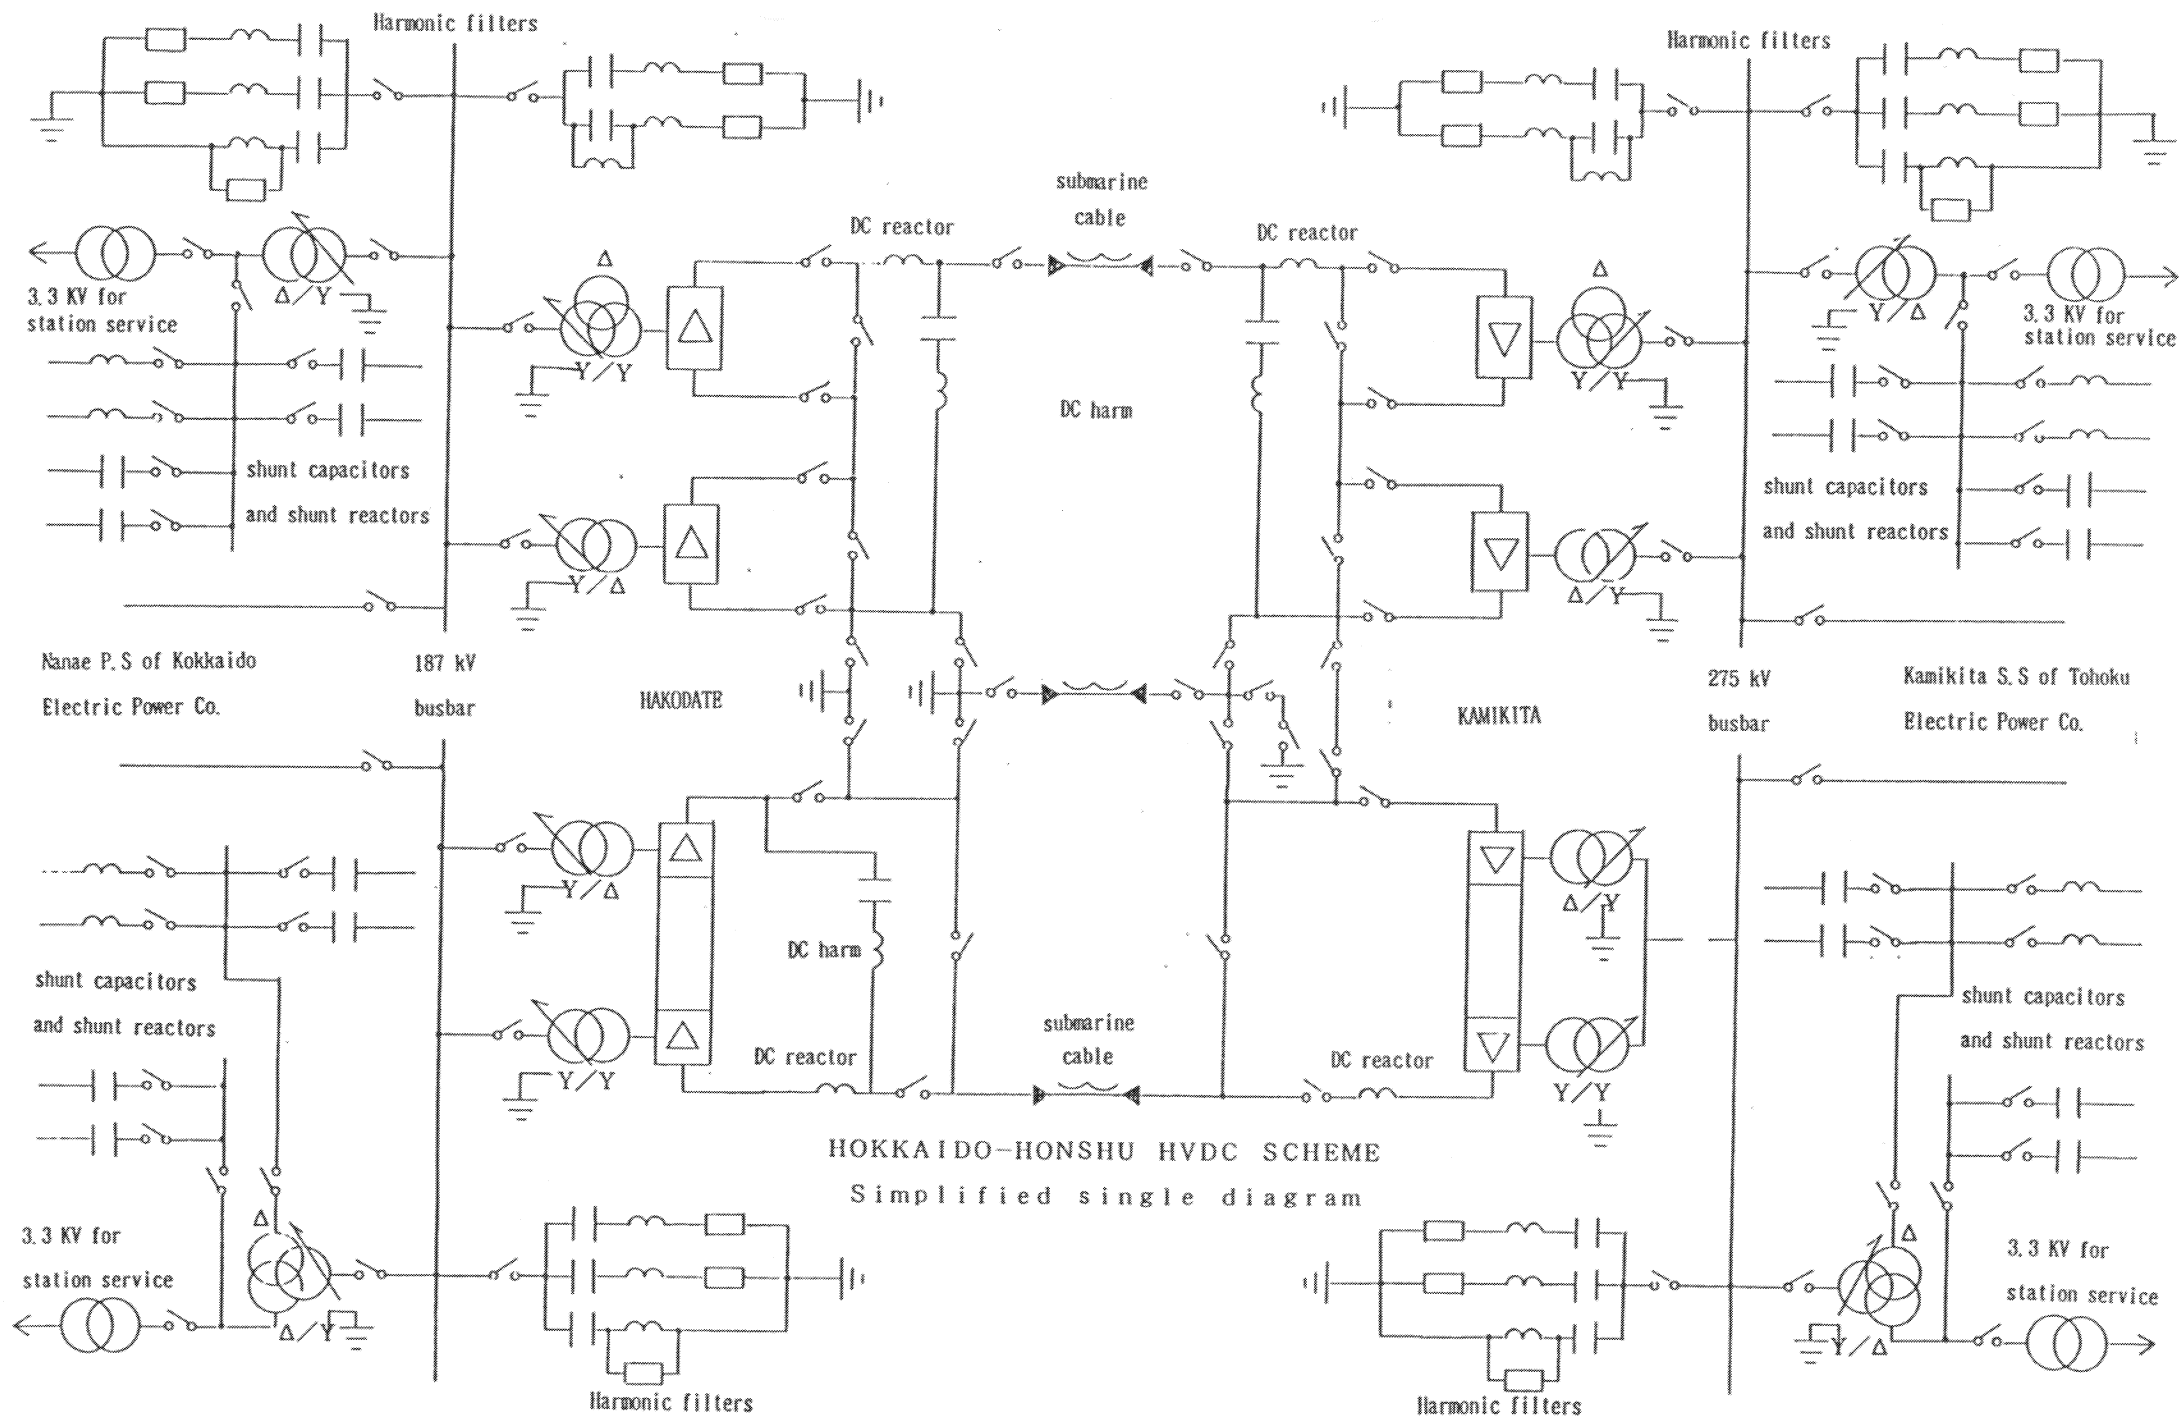 Harmonic filters
Harmonic filters
submarine
cable
DC reactor
DC reactor
Δ
Δ
3.3 KV for
station service
Δ/Y
Y/Δ
3.3 KV for
station service
Y/Y
Y/Y
DC harm
shunt capacitors
and shunt reactors
shunt capacitors
and shunt reactors
Y/Δ
Δ/Y
Nanae P.S of Kokkaido
Electric Power Co.
187 kV
busbar
HAKODATE
KAMIKITA
275 kV
busbar
Kamikita S.S of Tohoku
Electric Power Co.
Y/Δ
Δ/Y
DC harm
shunt capacitors
and shunt reactors
shunt capacitors
and shunt reactors
submarine
cable
DC reactor
DC reactor
Y/Y
Y/Y
HOKKAIDO-HONSHU HVDC SCHEME
Simplified single diagram
Δ
Δ
3.3 KV for
station service
Δ/Y
Y/Δ
3.3 KV for
station service
Harmonic filters
Harmonic filters